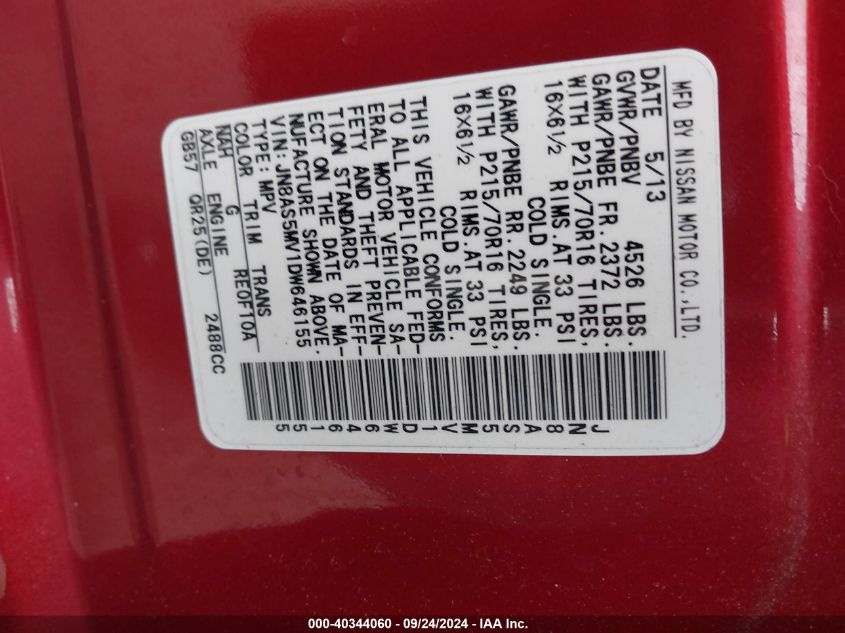 MFD BY NISSAN MOTOR CO.,LTD.
DATE 5/13
GVWR/PNBV 4526 LBS.
GAWR/PNBE FR. 2372 LBS.
WITH P215/70R16 TIRES,
16X6½ RIMS.AT 33 PSI
COLD SINGLE.
GAWR/PNBE RR. 2249 LBS.
WITH P215/70R16 TIRES,
16X6½ RIMS.AT 33 PSI
COLD SINGLE.
THIS VEHICLE CONFORMS
TO ALL APPLICABLE FED-
ERAL MOTOR VEHICLE SA-
FETY AND THEFT PREVEN-
TION STANDARDS IN EFF-
ECT ON THE DATE OF MA-
NUFACTURE SHOWN ABOVE.
VIN:JN8AS5MV1DW646155
TYPE:MPV
COLOR TRIM TRANS
NAH G RE0F10A
AXLE ENGINE
GB57 QR25(DE) 2488CC
JN8AS5MV1DW646155
000-40344060 - 09/24/2024 - IAA Inc.